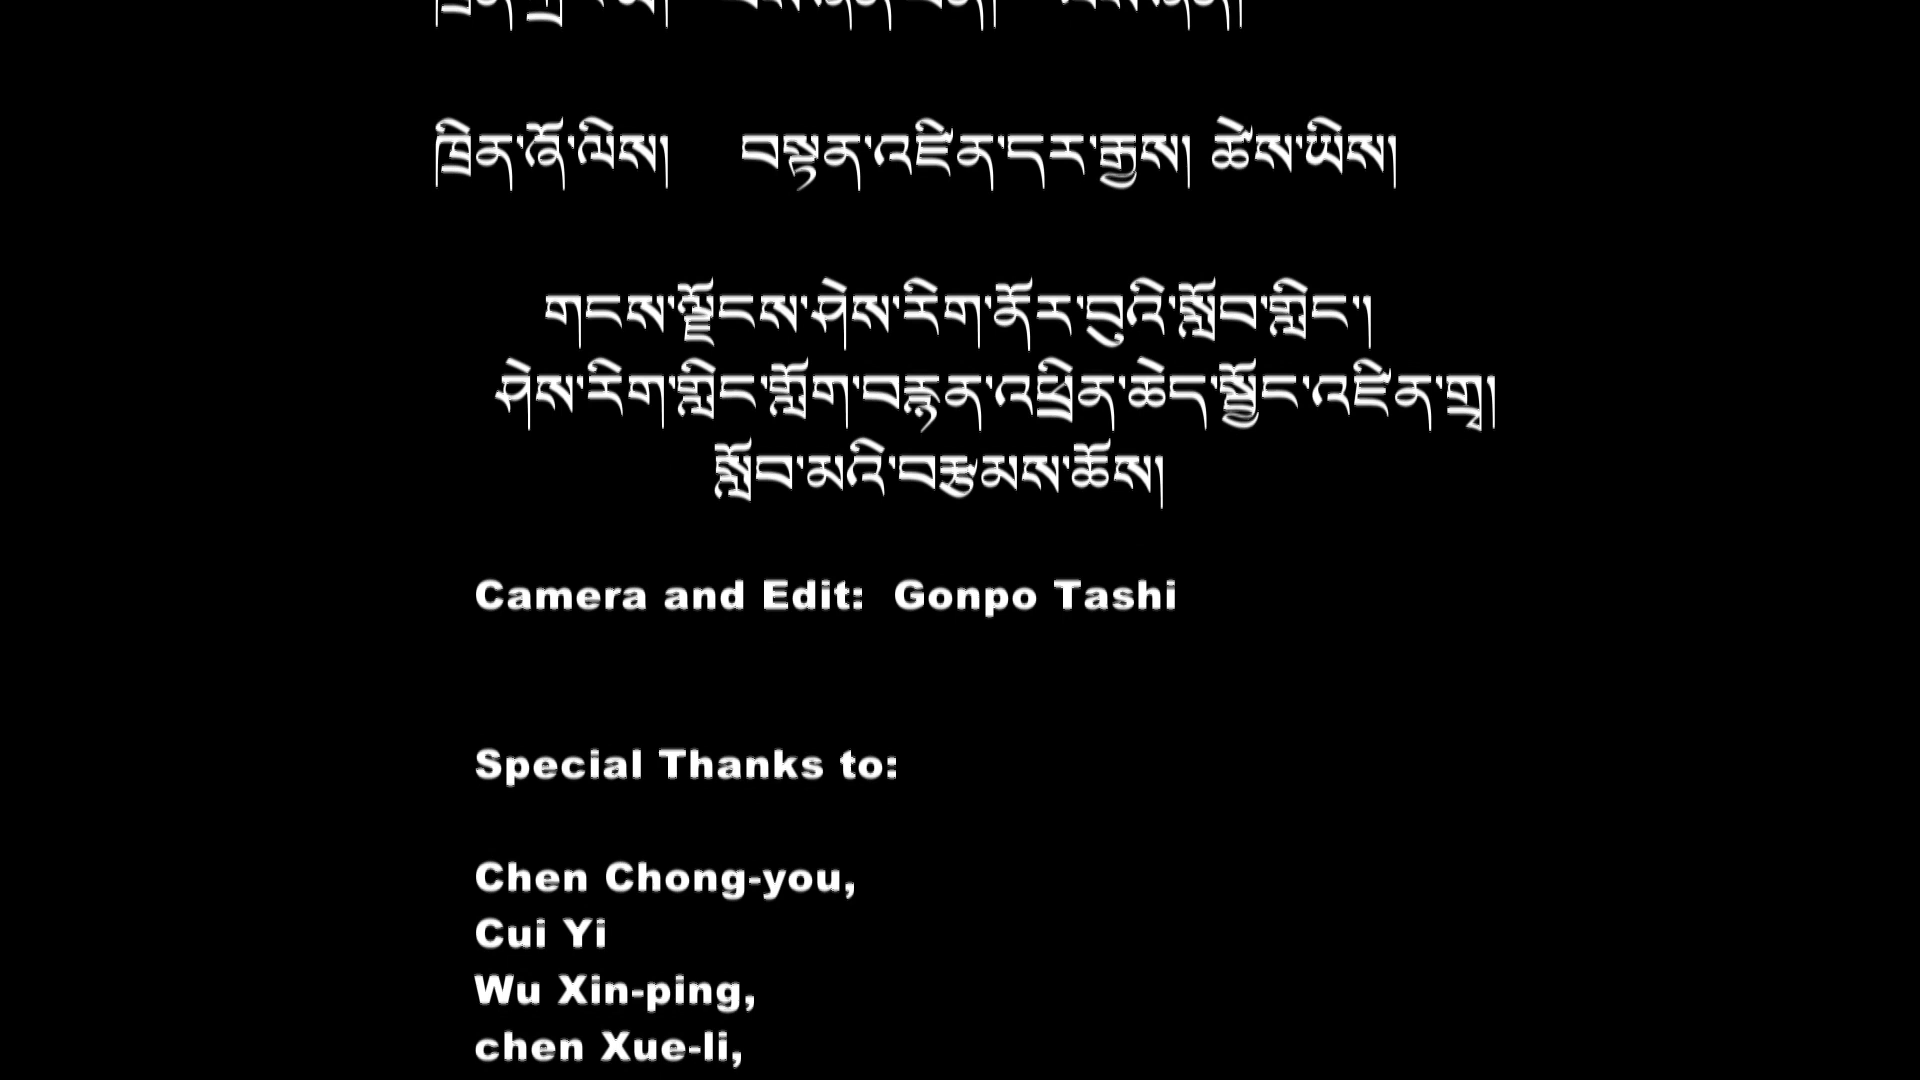 ཁྲིན་ཞོ་ལིས། བསྟན་འཛིན་དར་རྒྱས། ཚེས་ཡིས།
གངས་ལྗོངས་ཤེས་རིག་ནོར་བུའི་སློབ་གླིང་།
ཤེས་རིག་གླིང་གློག་བརྙན་འཕྲིན་ཆེད་སྦྱོང་འཛིན་གྲྭ།
སློབ་མའི་བརྩམས་ཆོས།
Camera and Edit: Gonpo Tashi
Special Thanks to:
Chen Chong-you,
Cui Yi
Wu Xin-ping,
chen Xue-li,